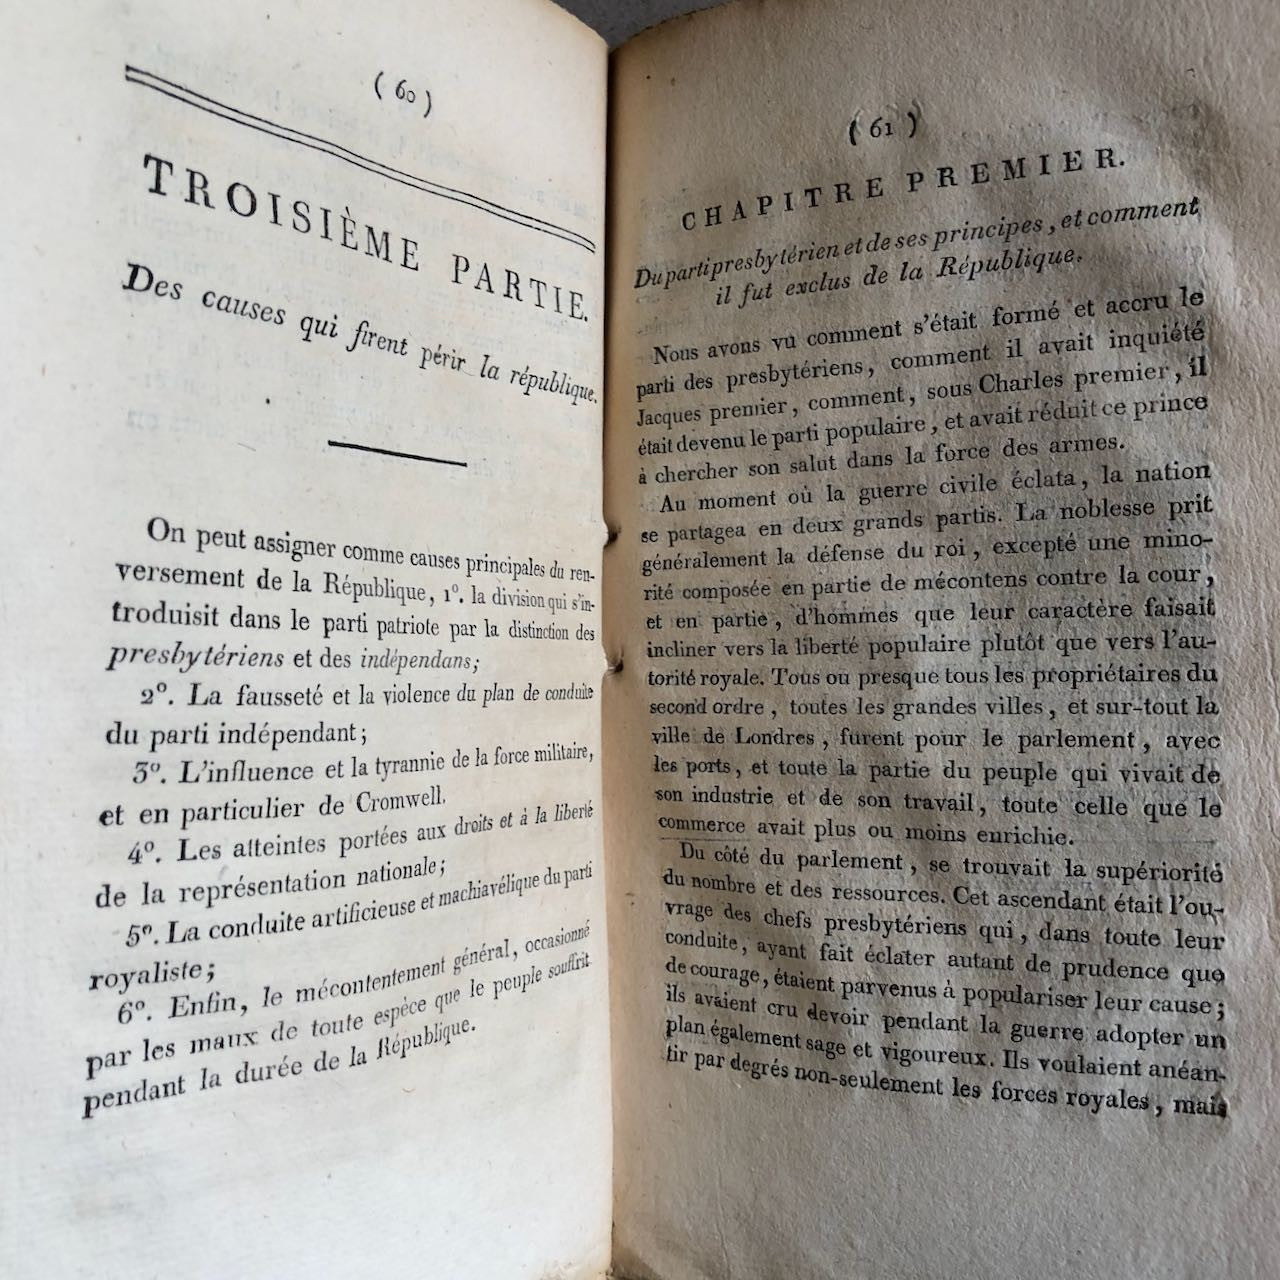 ( 60 )
TROISIÈME PARTIE.
Des causes qui firent périr la république.
On peut assigner comme causes principales du ren-
versement de la République, 1°. la division qui s'in-
troduisit dans le parti patriote par la distinction des
presbytériens et des indépendans;
2°. La fausseté et la violence du plan de conduite
du parti indépendant;
3°. L'influence et la tyrannie de la force militaire,
et en particulier de Cromwell.
4°. Les atteintes portées aux droits et à la liberté
de la représentation nationale;
5°. La conduite artificieuse et machiavélique du parti
royaliste;
6°. Enfin, le mécontentement général, occasionné
par les maux de toute espèce que le peuple souffrit
pendant la durée de la République.
( 61 )
CHAPITRE PREMIER.
Du parti presbytérien et de ses principes, et comment
il fut exclus de la République.
Nous avons vu comment s'était formé et accru le
parti des presbytériens, comment il avait inquiété
Jacques premier, comment, sous Charles premier, il
était devenu le parti populaire, et avait réduit ce prince
à chercher son salut dans la force des armes.
Au moment où la guerre civile éclata, la nation
se partagea en deux grands partis. La noblesse prit
généralement la défense du roi, excepté une mino-
rité composée en partie de mécontens contre la cour,
et en partie, d'hommes que leur caractère faisait
incliner vers la liberté populaire plutôt que vers l'au-
torité royale. Tous ou presque tous les propriétaires du
second ordre, toutes les grandes villes, et sur-tout la
ville de Londres, furent pour le parlement, avec
les ports, et toute la partie du peuple qui vivait de
son industrie et de son travail, toute celle que le
commerce avait plus ou moins enrichie.
Du côté du parlement, se trouvait la supériorité
du nombre et des ressources. Cet ascendant était l'ou-
vrage des chefs presbytériens qui, dans toute leur
conduite, ayant fait éclater autant de prudence que
de courage, étaient parvenus à populariser leur cause;
ils avaient cru devoir pendant la guerre adopter un
plan également sage et vigoureux. Ils voulaient anéan-
tir par degrés non-seulement les forces royales, mais